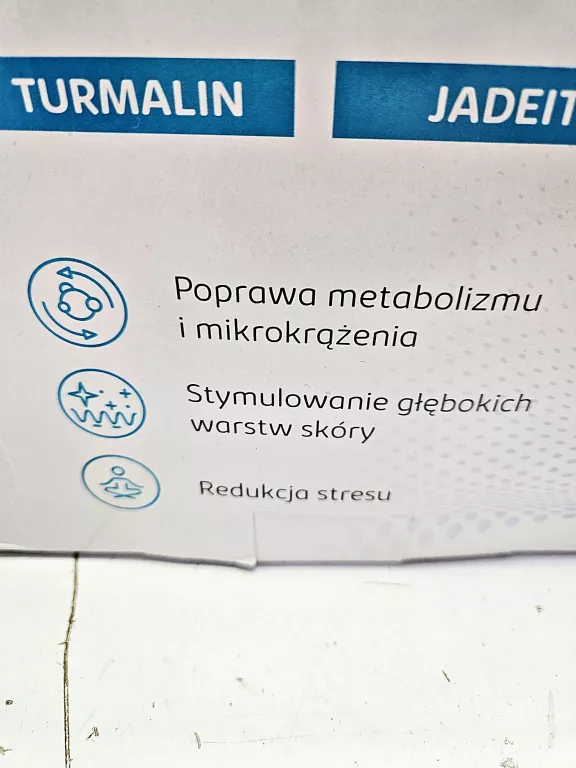 TURMALIN
JADEIT
Poprawa metabolizmu
i mikrokrążenia
Stymulowanie głębokich
warstw skóry
Redukcja stresu